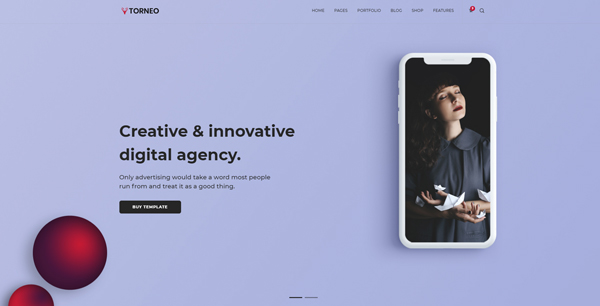 TORNEO
HOME PAGES PORTFOLIO BLOG SHOP FEATURES
Creative & innovative
digital agency.
Only advertising would take a word most people
run from and treat it as a good thing.
BUY TEMPLATE